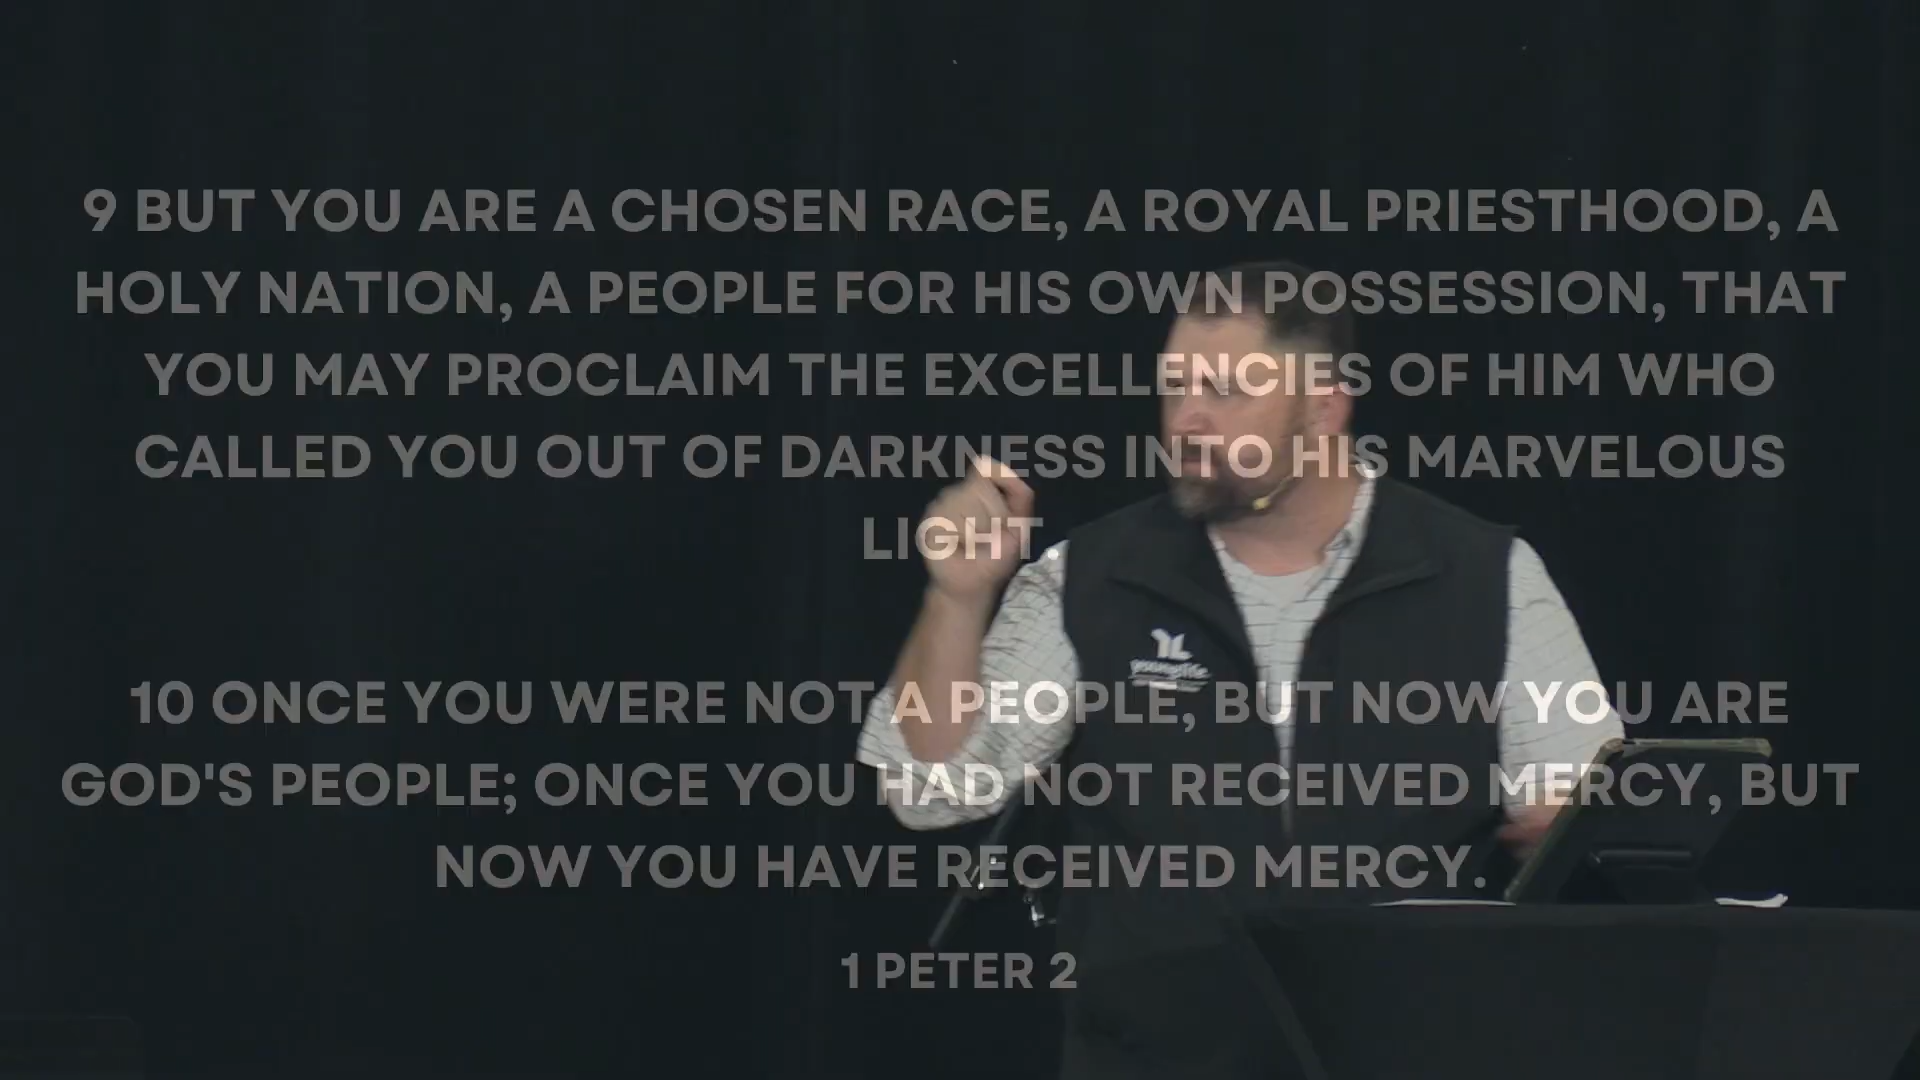 9 BUT YOU ARE A CHOSEN RACE, A ROYAL PRIESTHOOD, A
HOLY NATION, A PEOPLE FOR HIS OWN POSSESSION, THAT
YOU MAY PROCLAIM THE EXCELLENCIES OF HIM WHO
CALLED YOU OUT OF DARKNESS INTO HIS MARVELOUS
LIGHT.
younglife
10 ONCE YOU WERE NOT A PEOPLE, BUT NOW YOU ARE
GOD'S PEOPLE; ONCE YOU HAD NOT RECEIVED MERCY, BUT
NOW YOU HAVE RECEIVED MERCY.
1 PETER 2